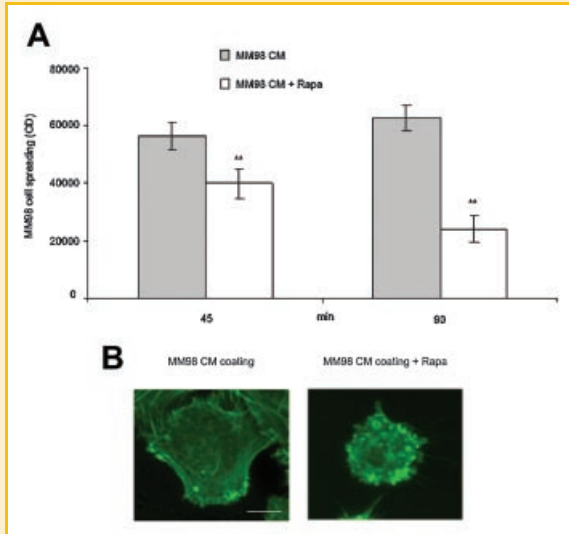 A
MM98 CM
MM98 CM + Rapa
MM98 cell spreading (OD)
80000
60000
40000
20000
0
**
**
45
min
90
B
MM98 CM coating
MM98 CM coating + Rapa